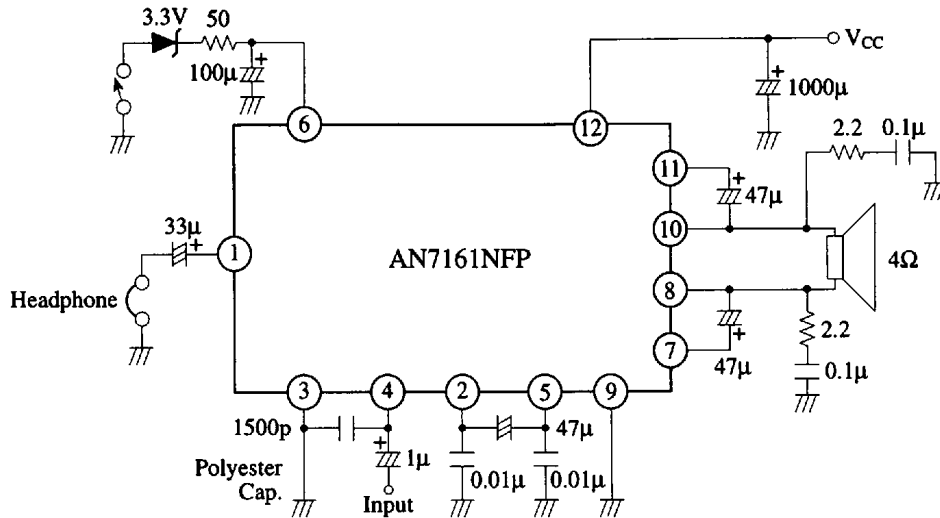 3.3V
50
100μ
+
6
12
V_CC
+
1000μ
2.2
0.1μ
11
+
47μ
10
33μ
+
1
AN7161NFP
4Ω
8
Headphone
2.2
7
+
47μ
0.1μ
3
4
2
5
9
1500p
+
47μ
1μ
Polyester
Cap.
0.01μ
0.01μ
Input